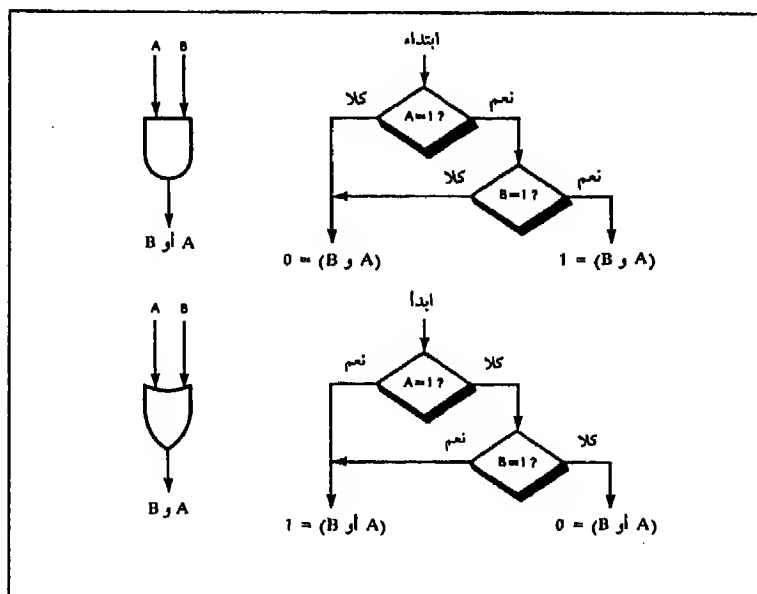 A B
ابتداء
A=1?
كلا
نعم
B=1?
كلا
نعم
A أو B
(A و B) = 0
(A و B) = 1
A B
ابدأ
A=1?
نعم
كلا
B=1?
نعم
كلا
A و B
(A أو B) = 1
(A أو B) = 0